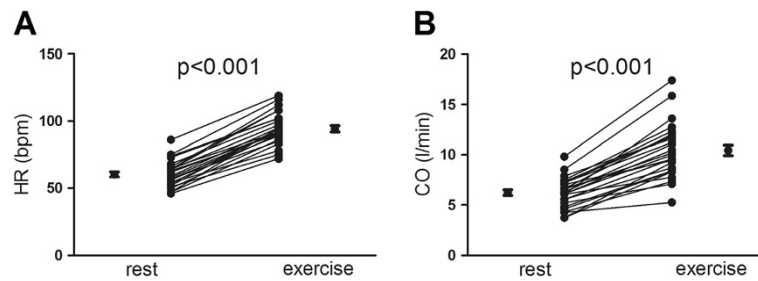 A
p<0.001
HR (bpm)
150
100
50
0
rest
exercise
B
p<0.001
CO (l/min)
20
15
10
5
0
rest
exercise